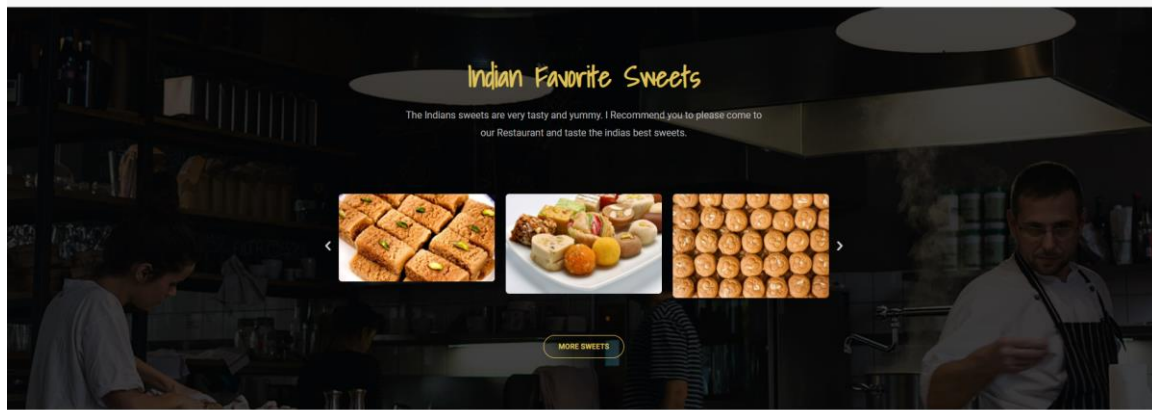 Indian Favorite Sweets
The Indians sweets are very tasty and yummy. I Recommend you to please come to
our Restaurant and taste the indias best sweets.
MORE SWEETS